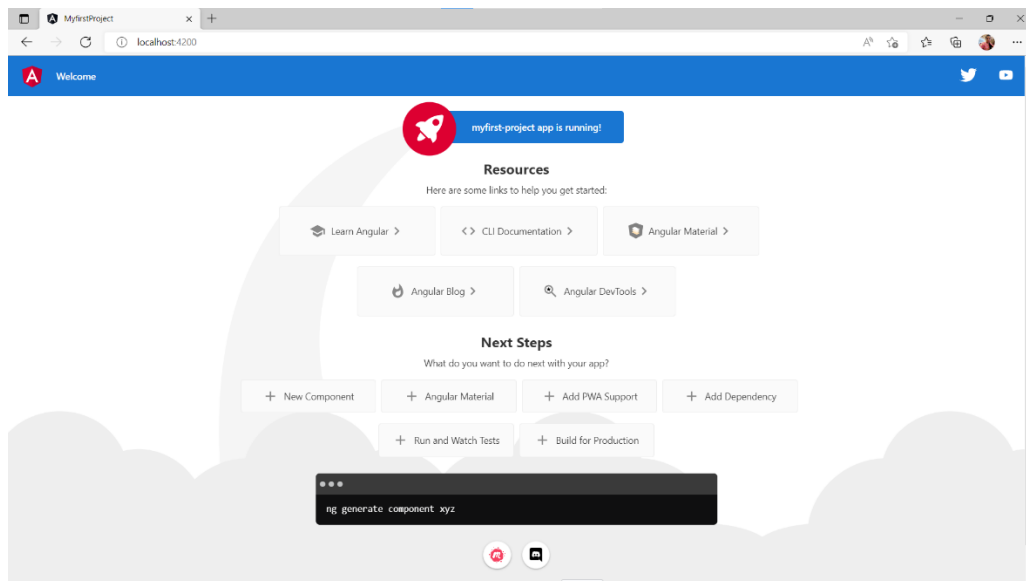 MyfirstProject
localhost:4200
Welcome
myfirst-project app is running!
Resources
Here are some links to help you get started:
Learn Angular
CLI Documentation
Angular Material
Angular Blog
Angular DevTools
Next Steps
What do you want to do next with your app?
New Component
Angular Material
Add PWA Support
Add Dependency
Run and Watch Tests
Build for Production
ng generate component xyz